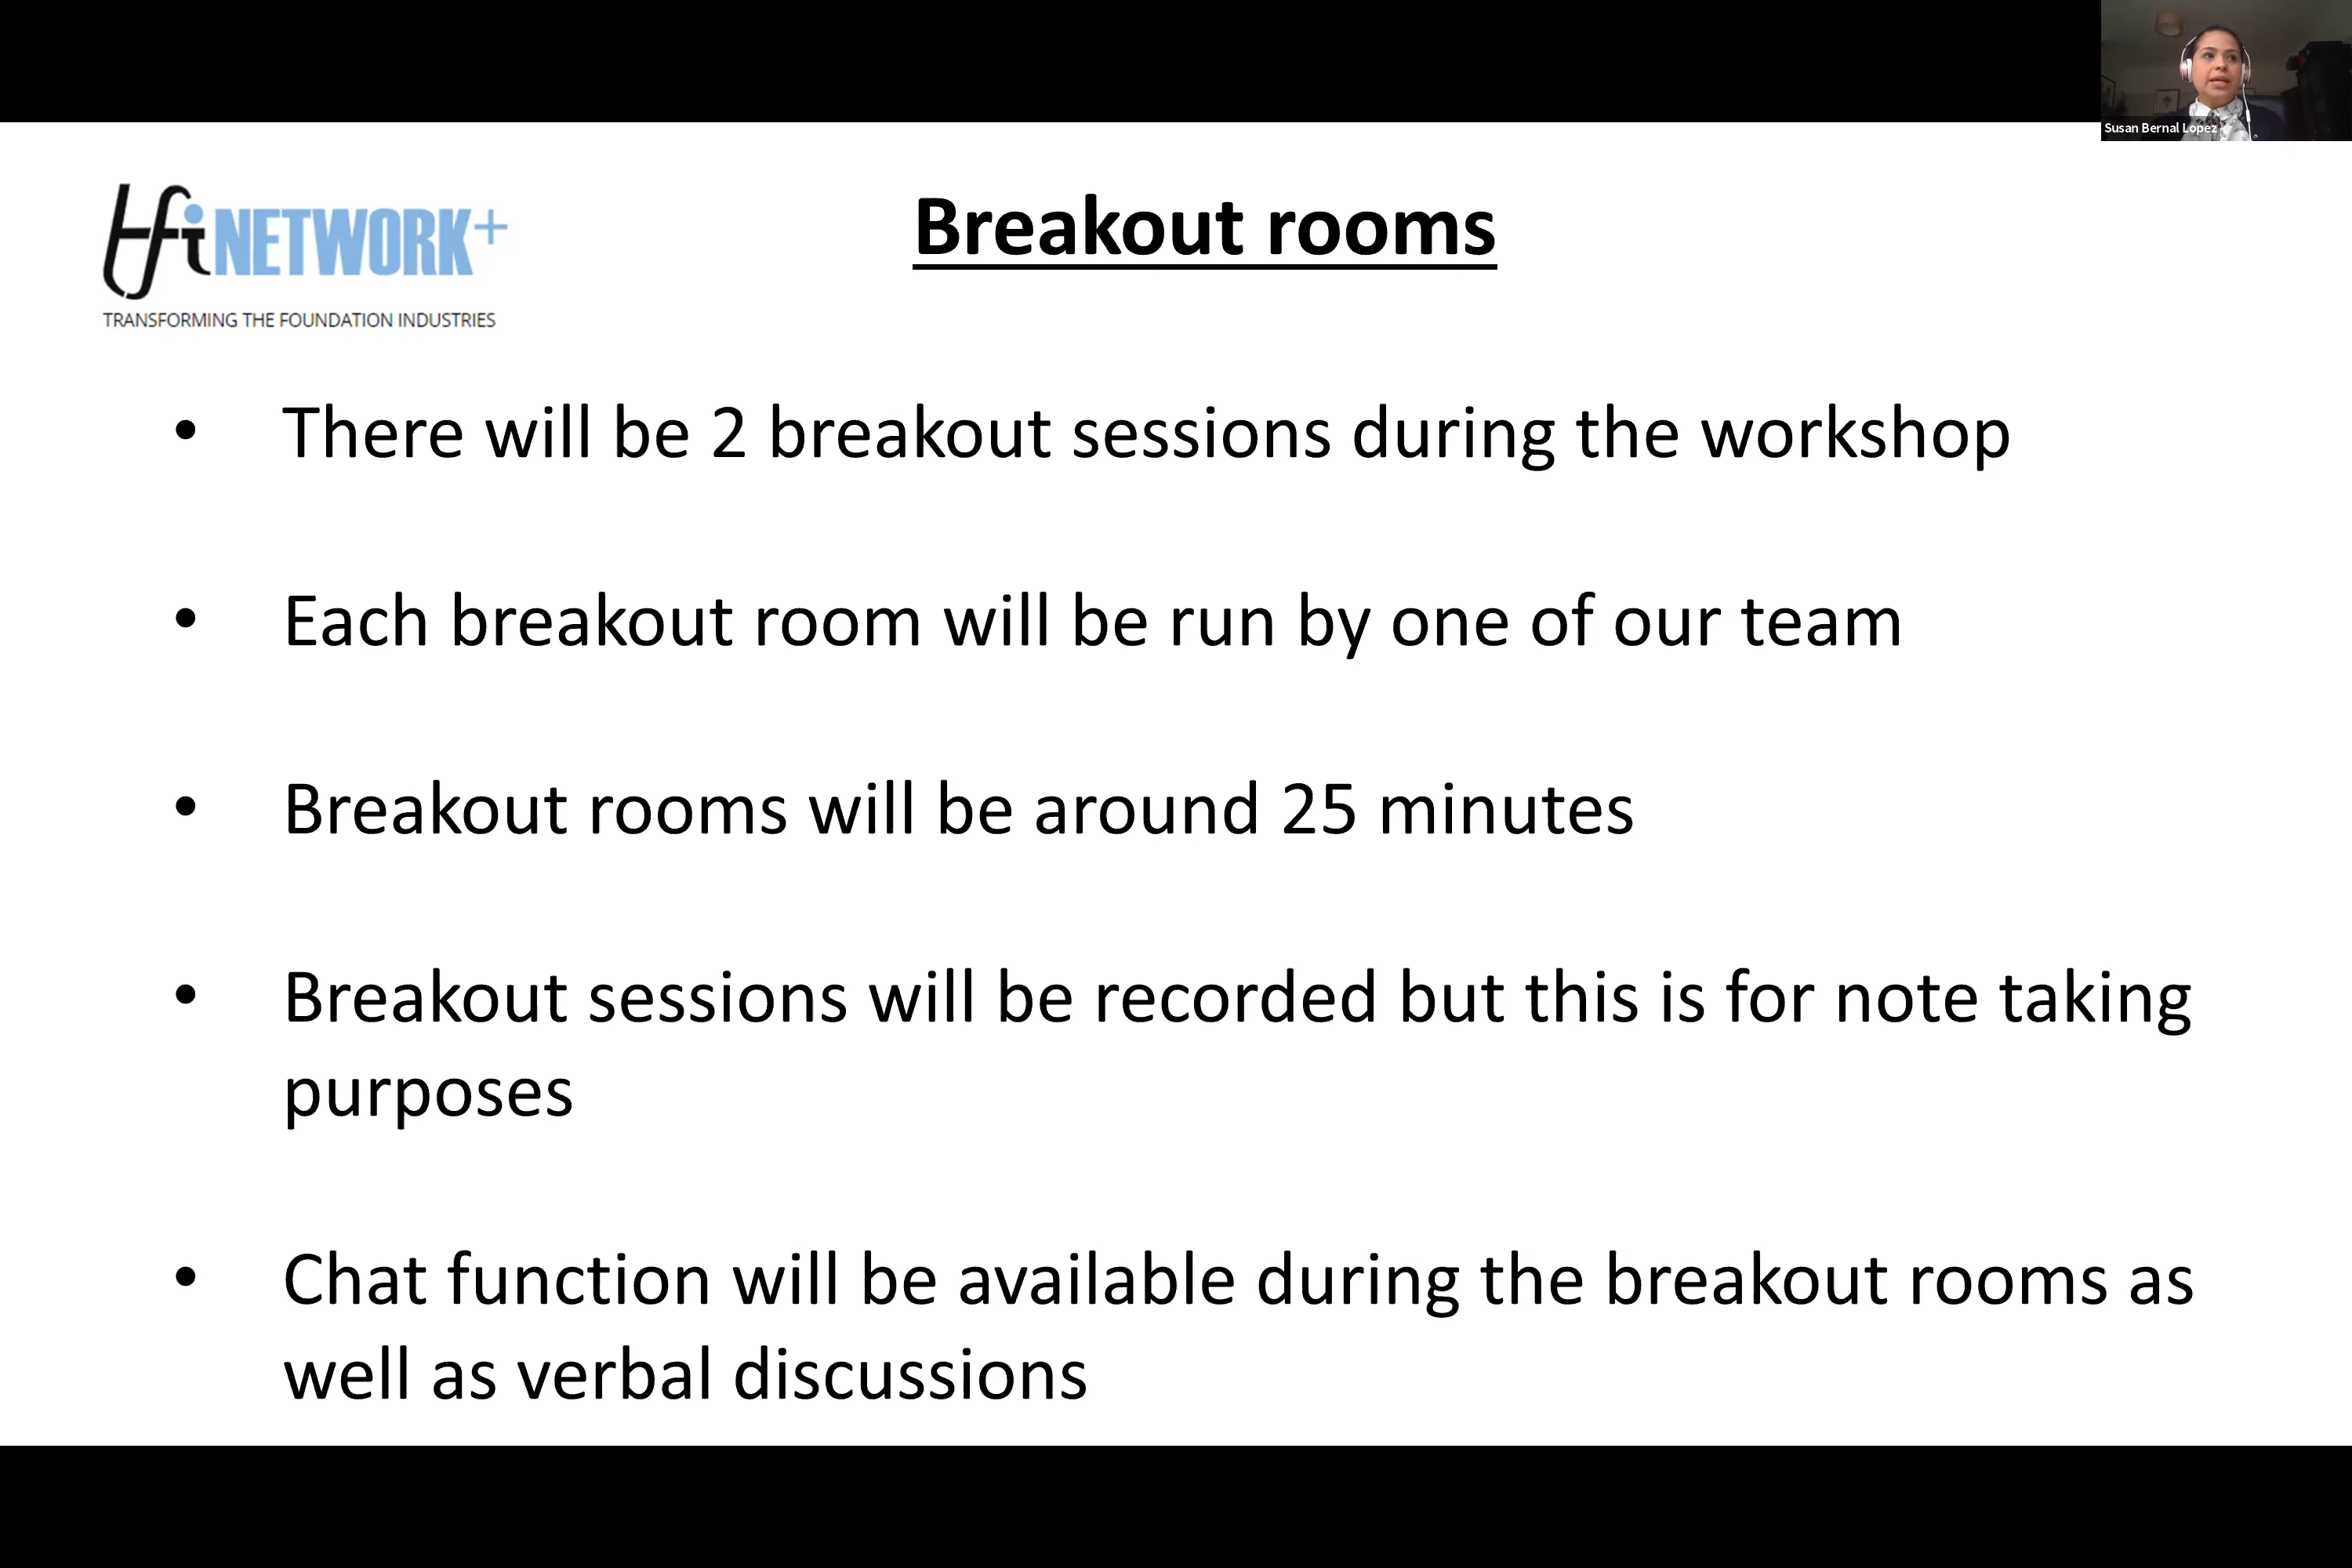 Susan Bernal Lopez
tfi NETWORK+
TRANSFORMING THE FOUNDATION INDUSTRIES
Breakout rooms
• There will be 2 breakout sessions during the workshop
• Each breakout room will be run by one of our team
• Breakout rooms will be around 25 minutes
• Breakout sessions will be recorded but this is for note taking
purposes
• Chat function will be available during the breakout rooms as
well as verbal discussions